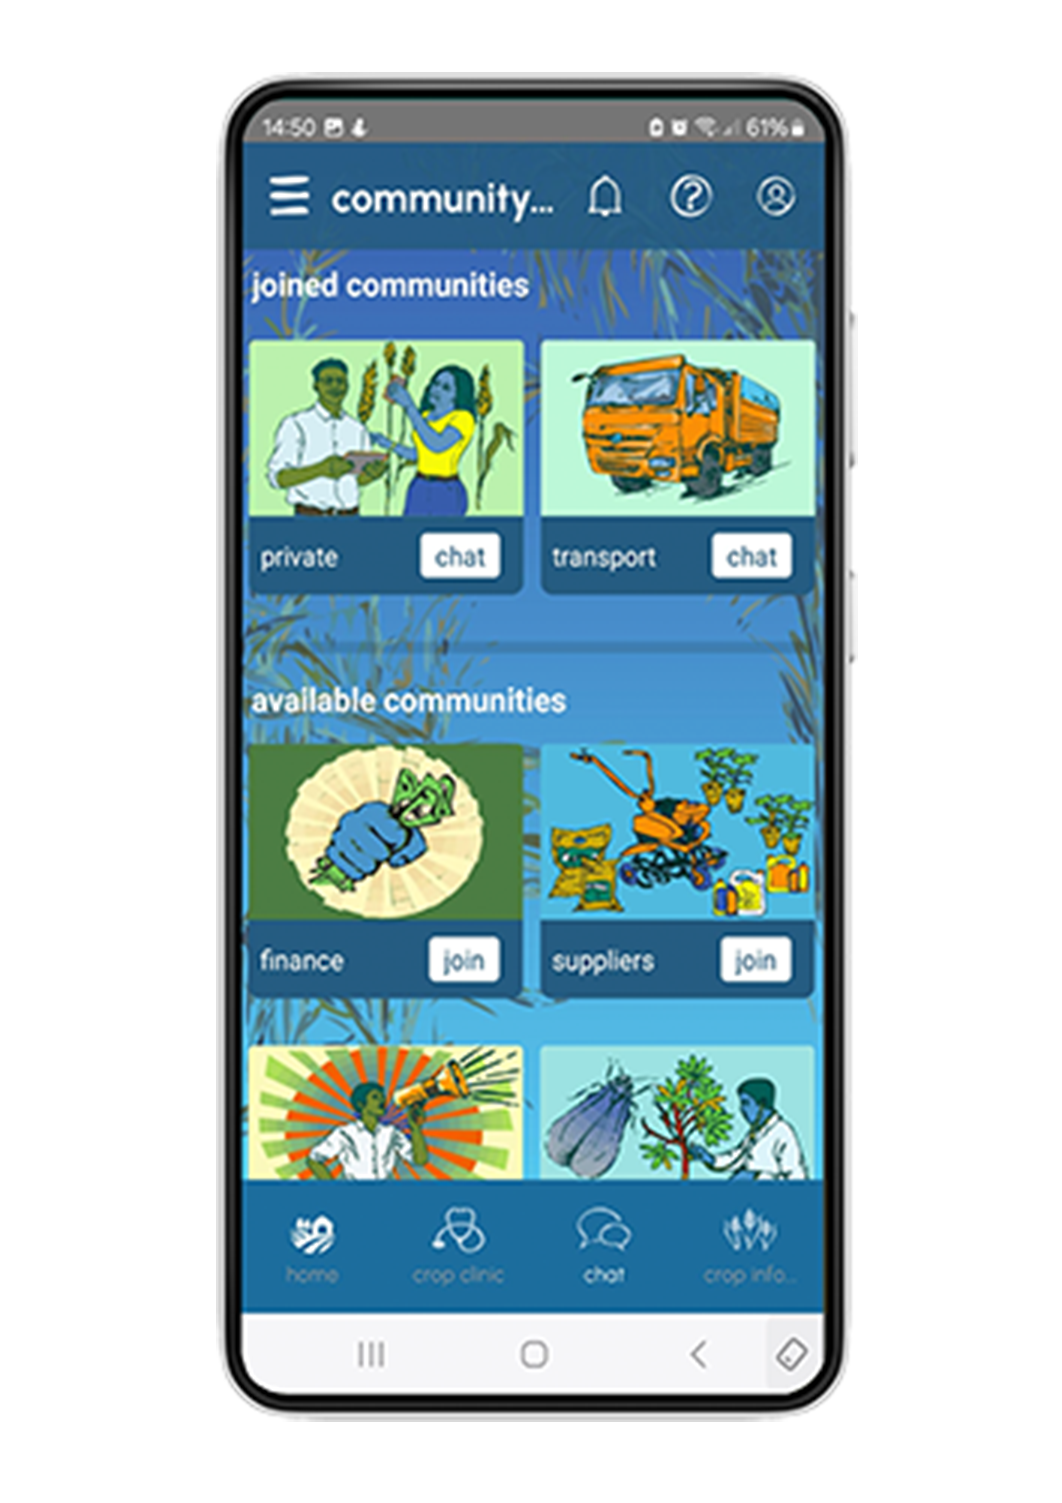 14:50 61%
community...
joined communities
private chat transport chat
available communities
finance join suppliers join
home crop clinic chat crop info...